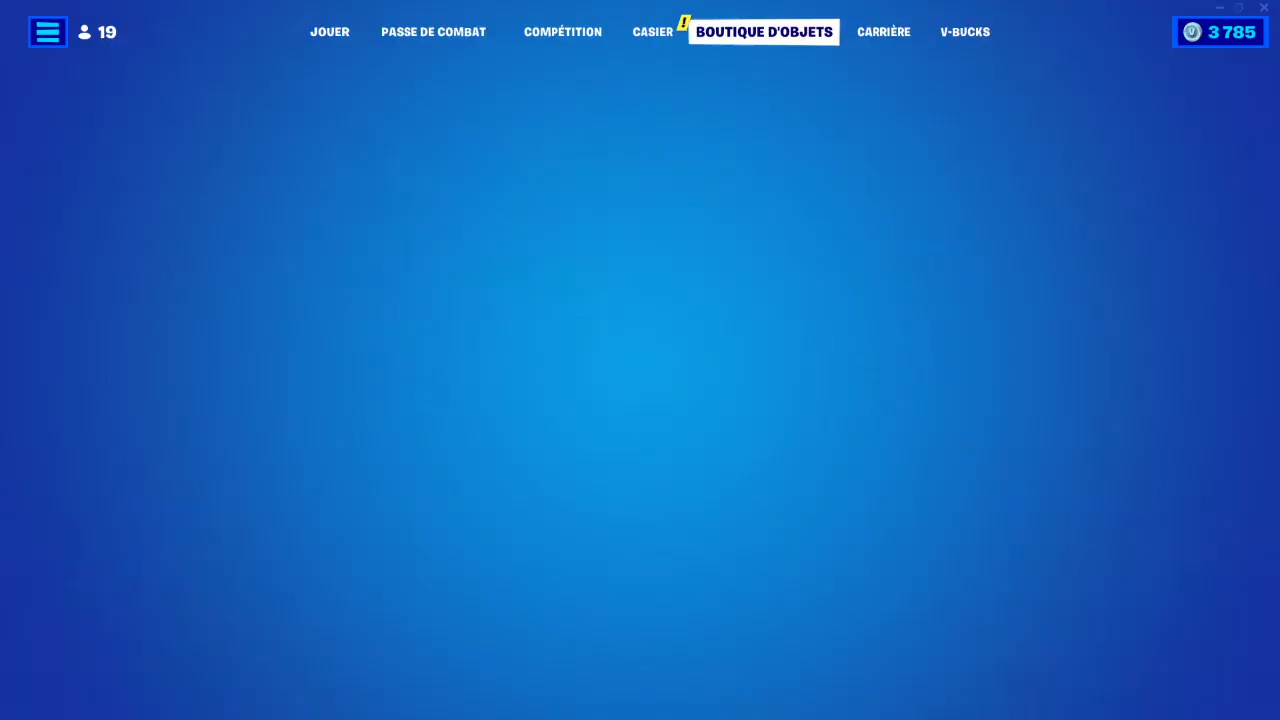 19 JOUER PASSE DE COMBAT COMPÉTITION CASIER ! BOUTIQUE D'OBJETS CARRIÈRE V-BUCKS 3 785